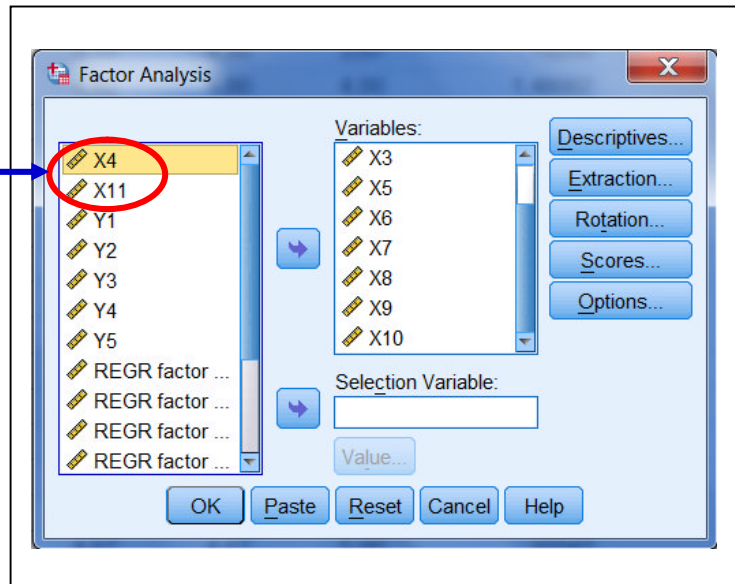 Factor Analysis
X
X4
X11
Y1
Y2
Y3
Y4
Y5
REGR factor ...
REGR factor ...
REGR factor ...
REGR factor ...
Variables:
X3
X5
X6
X7
X8
X9
X10
Selection Variable:
Value...
Descriptives...
Extraction...
Rotation...
Scores...
Options...
OK
Paste
Reset
Cancel
Help